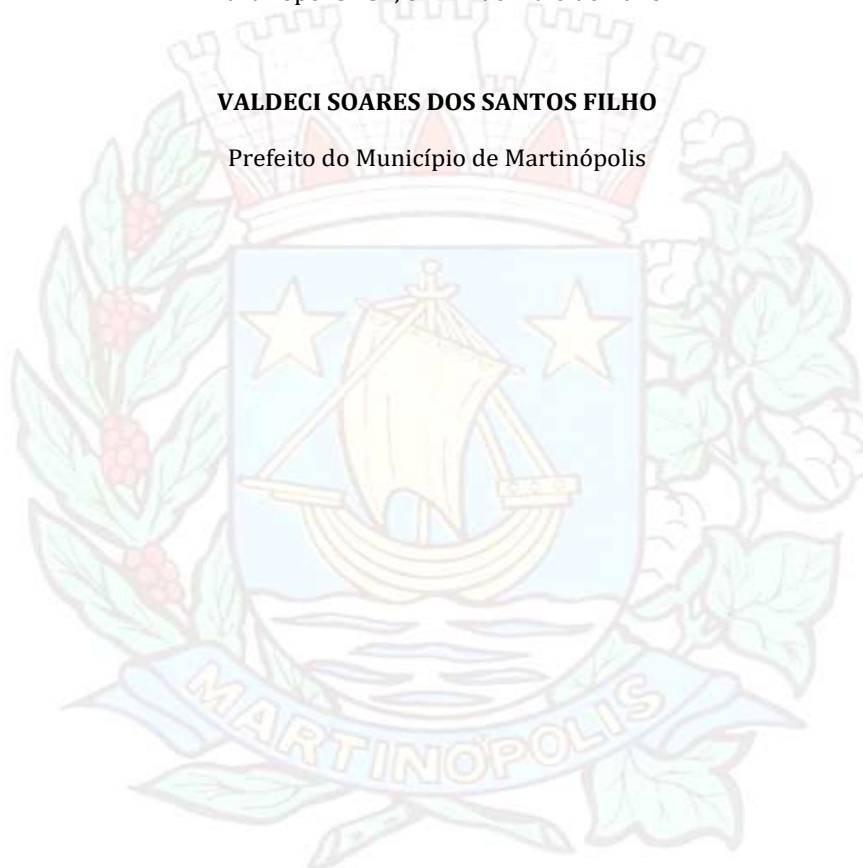 VALDECI SOARES DOS SANTOS FILHO
Prefeito do Município de Martinópolis
MARTINÓPOLIS